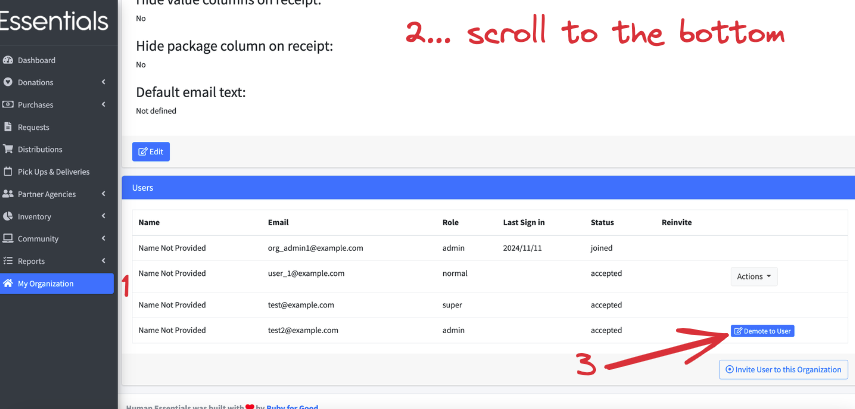 Essentials
Dashboard
Donations
Purchases
Requests
Distributions
Pick Ups & Deliveries
Partner Agencies
Inventory
Community
Reports
My Organization
1
Hide value columns on receipt:
No
2... scroll to the bottom
Hide package column on receipt:
No
Default email text:
Not defined
Edit
Users
Name Email Role Last Sign in Status Reinvite
Name Not Provided org_admin1@example.com admin 2024/11/11 joined
Name Not Provided user_1@example.com normal accepted Actions
Name Not Provided test@example.com super accepted
Name Not Provided test2@example.com admin accepted Demote to User
3
Invite User to this Organization
Human Essentials was built with ❤ by Ruby for Good